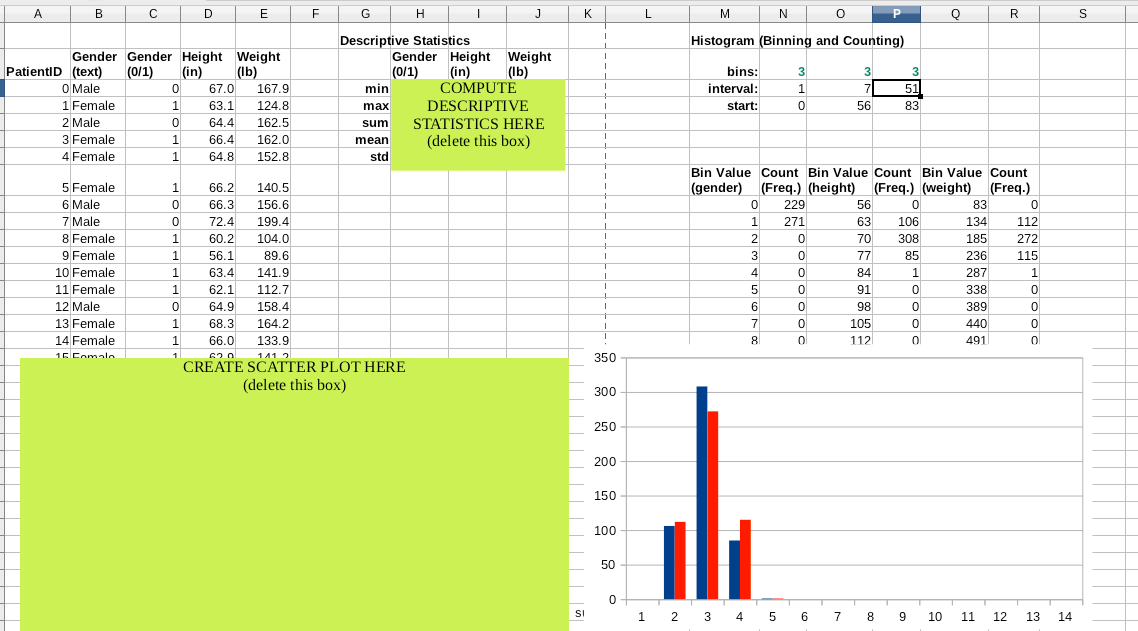 A B C D E F G H I J K L M N O P Q R S
Descriptive Statistics Histogram (Binning and Counting)
Gender Gender Height Weight Gender Height Weight
PatientID (text) (0/1) (in) (lb) (0/1) (in) (lb) bins: 3 3 3
0 Male 0 67.0 167.9 min COMPUTE interval: 1 7 51
1 Female 1 63.1 124.8 max DESCRIPTIVE start: 0 56 83
2 Male 0 64.4 162.5 sum STATISTICS HERE
3 Female 1 66.4 162.0 mean (delete this box)
4 Female 1 64.8 152.8 std
Bin Value Count Bin Value Count Bin Value Count
5 Female 1 66.2 140.5 (gender) (Freq.) (height) (Freq.) (weight) (Freq.)
6 Male 0 66.3 156.6 0 229 56 0 83 0
7 Male 0 72.4 199.4 1 271 63 106 134 112
8 Female 1 60.2 104.0 2 0 70 308 185 272
9 Female 1 56.1 89.6 3 0 77 85 236 115
10 Female 1 63.4 141.9 4 0 84 1 287 1
11 Female 1 62.1 112.7 5 0 91 0 338 0
12 Male 0 64.9 158.4 6 0 98 0 389 0
13 Female 1 68.3 164.2 7 0 105 0 440 0
14 Female 1 66.0 133.9 8 0 112 0 491 0
15 Female 1 62.9 141.2
CREATE SCATTER PLOT HERE
(delete this box)
350
300
250
200
150
100
50
0
1 2 3 4 5 6 7 8 9 10 11 12 13 14